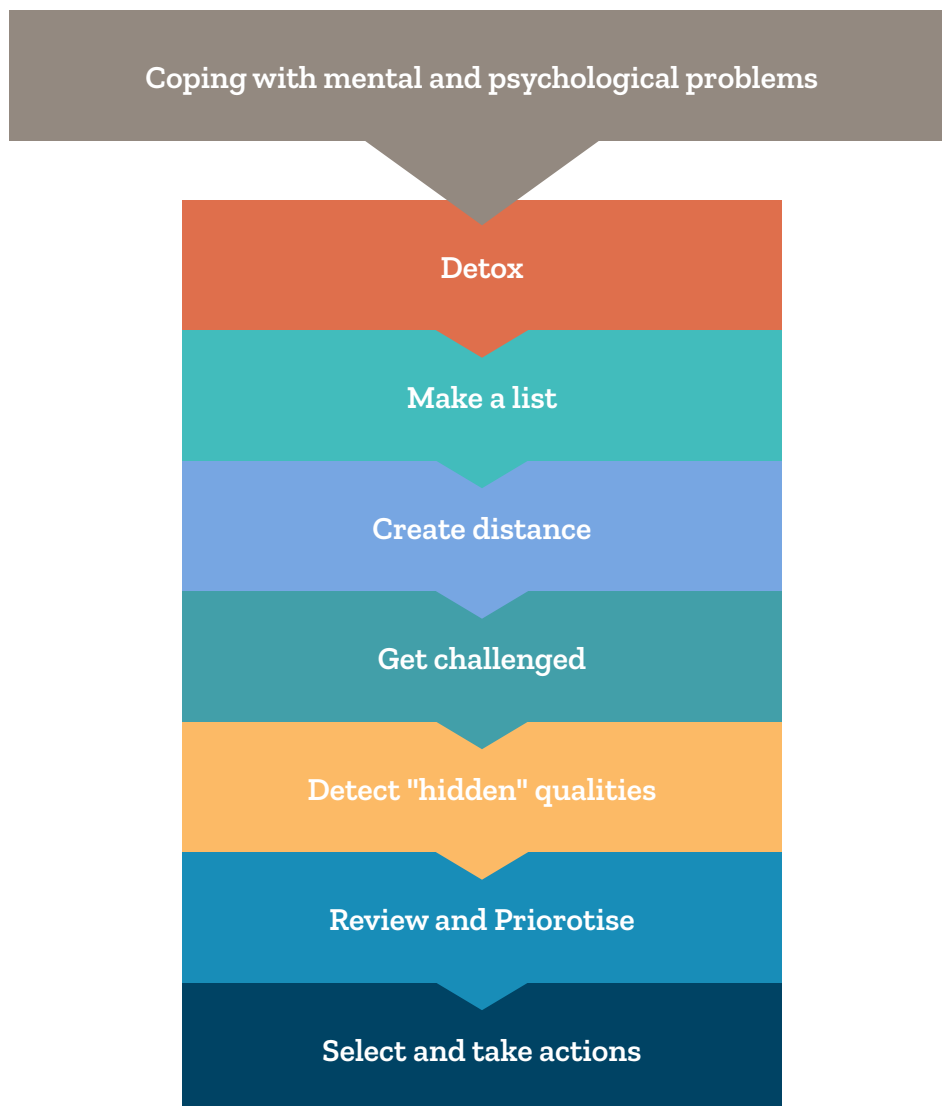 Coping with mental and psychological problems
Detox
Make a list
Create distance
Get challenged
Detect "hidden" qualities
Review and Priorotise
Select and take actions